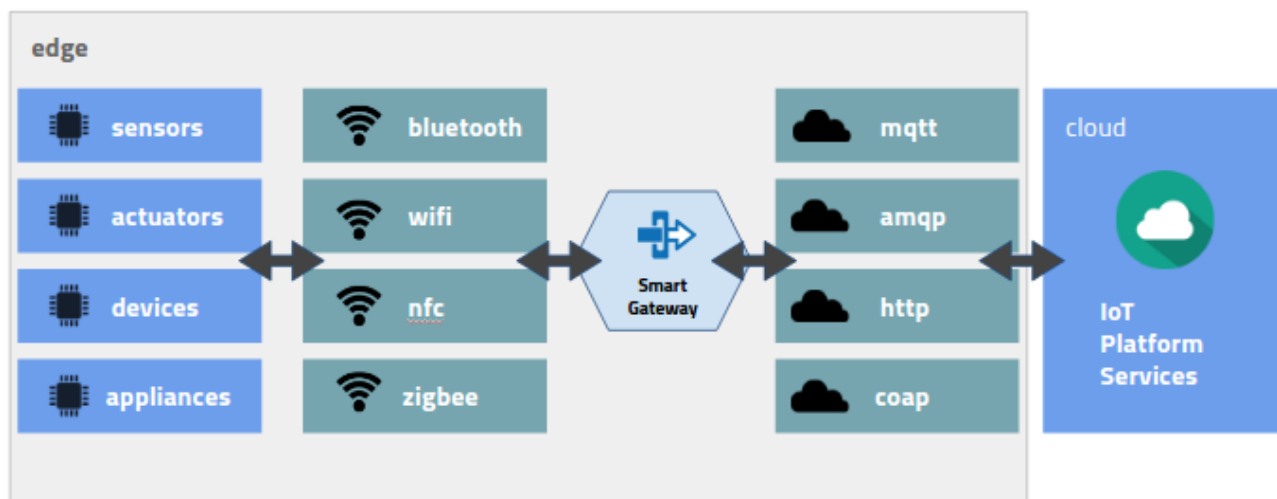 edge
sensors
actuators
devices
appliances
bluetooth
wifi
nfc
zigbee
Smart
Gateway
mqtt
amqp
http
coap
cloud
IoT
Platform
Services